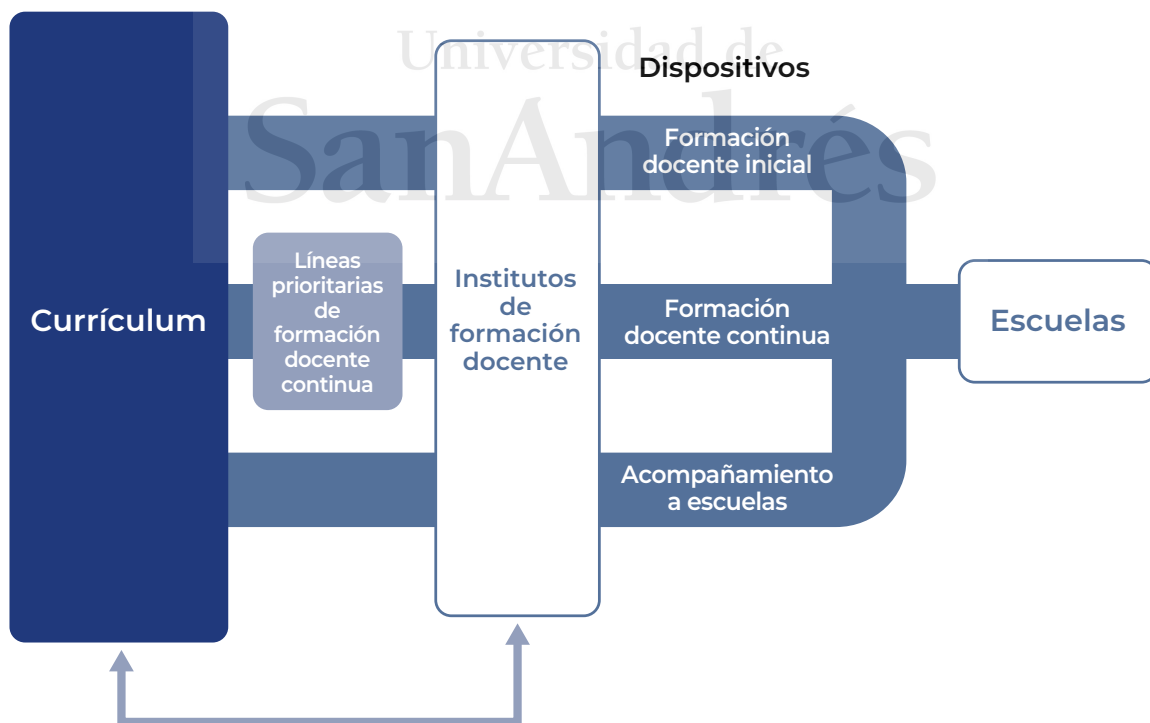 Universidad de
SanAndrés
Dispositivos
Formación
docente inicial
Líneas
prioritarias
de
formación
docente
continua
Currículum
Institutos
de
formación
docente
Formación
docente continua
Escuelas
Acompañamiento
a escuelas